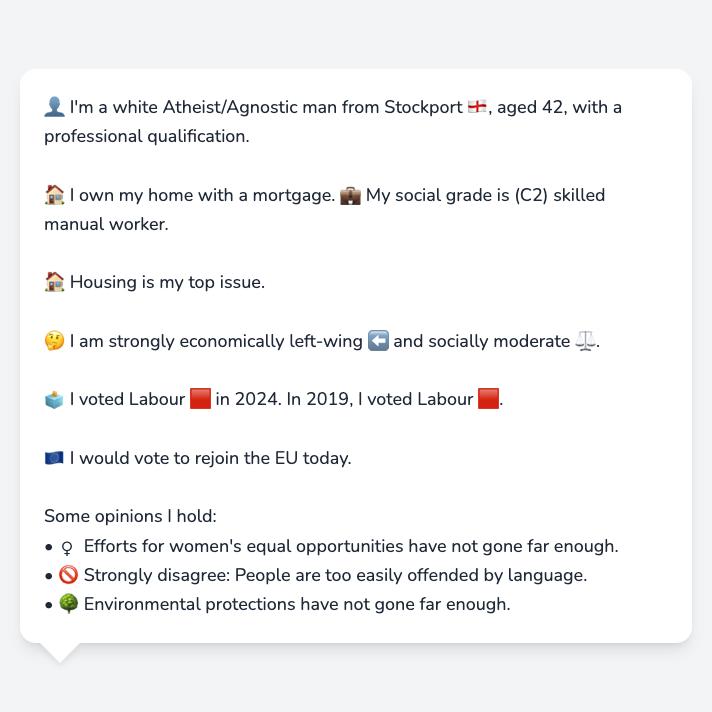 👤 I'm a white Atheist/Agnostic man from Stockport 🏴󠁧󠁢󠁥󠁮󠁧󠁿, aged 42, with a
professional qualification.
🏠 I own my home with a mortgage. 💼 My social grade is (C2) skilled
manual worker.
🏠 Housing is my top issue.
🤔 I am strongly economically left-wing ⬅️ and socially moderate ⚖️.
🗳️ I voted Labour 🟥 in 2024. In 2019, I voted Labour 🟥.
🇪🇺 I would vote to rejoin the EU today.
Some opinions I hold:
• ♀ Efforts for women's equal opportunities have not gone far enough.
• 🚫 Strongly disagree: People are too easily offended by language.
• 🌳 Environmental protections have not gone far enough.